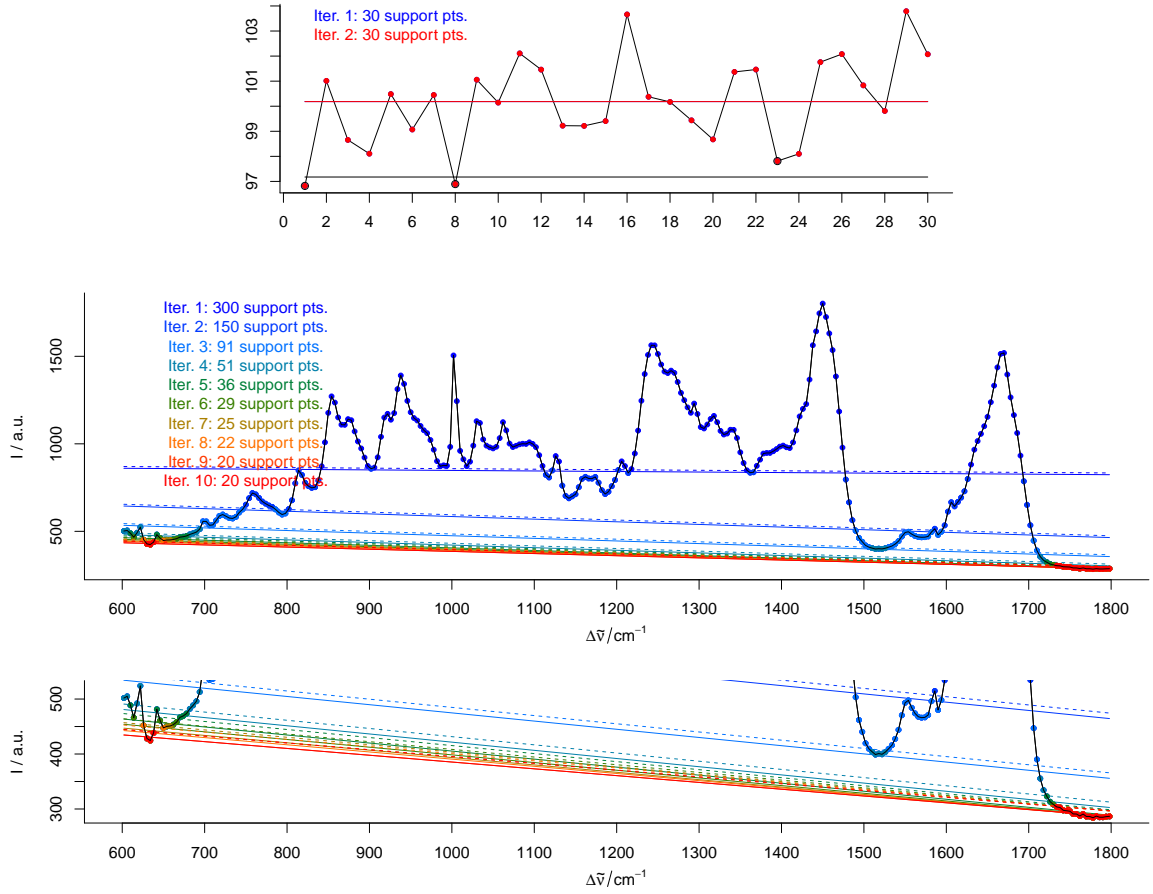 Iter. 1: 30 support pts.
Iter. 2: 30 support pts.
103
101
99
97
0 2 4 6 8 10 12 14 16 18 20 22 24 26 28 30
Iter. 1: 300 support pts.
Iter. 2: 150 support pts.
Iter. 3: 91 support pts.
Iter. 4: 51 support pts.
Iter. 5: 36 support pts.
Iter. 6: 29 support pts.
Iter. 7: 25 support pts.
Iter. 8: 22 support pts.
Iter. 9: 20 support pts.
Iter. 10: 20 support pts.
I / a.u.
1500
1000
500
600 700 800 900 1000 1100 1200 1300 1400 1500 1600 1700 1800
Δṽ/cm⁻¹
I / a.u.
500
400
300
600 700 800 900 1000 1100 1200 1300 1400 1500 1600 1700 1800
Δṽ/cm⁻¹